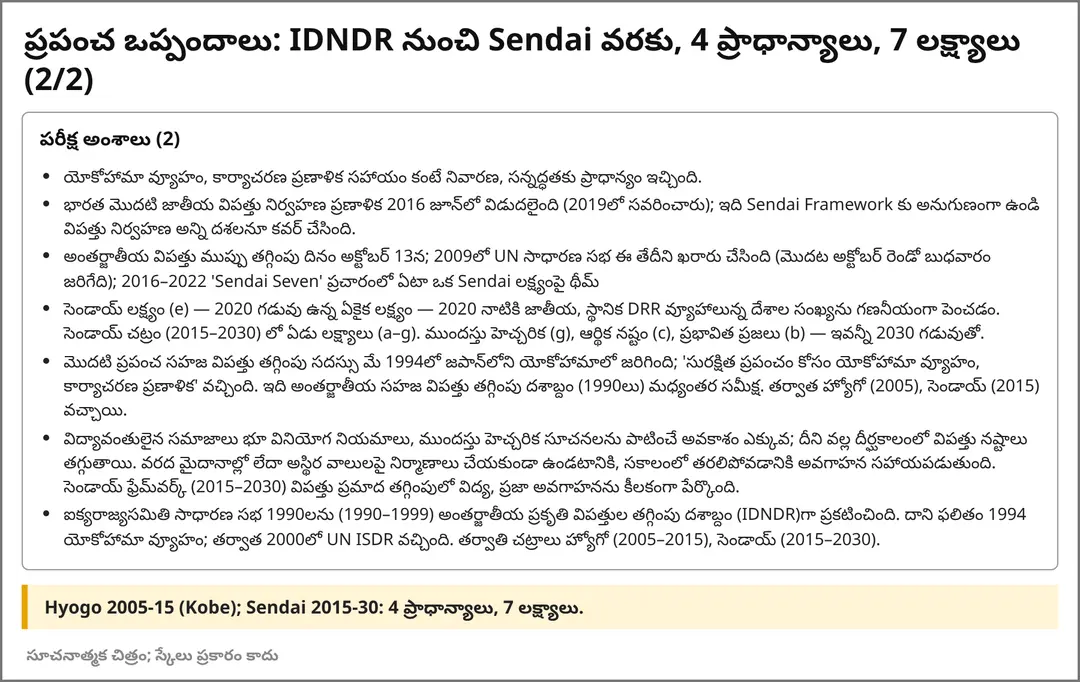 ప్రపంచ ఒప్పందాలు: IDNDR నుంచి Sendai వరకు, 4 ప్రాధాన్యాలు, 7 లక్ష్యాలు
(2/2)
పరీక్ష అంశాలు (2)
• యోకోహామా వ్యూహం, కార్యాచరణ ప్రణాళిక సహాయం కంటే నివారణ, సన్నద్ధతకు ప్రాధాన్యం ఇచ్చింది.
• భారత మొదటి జాతీయ విపత్తు నిర్వహణ ప్రణాళిక 2016 జూన్‌లో విడుదలైంది (2019లో సవరించారు); ఇది Sendai Framework కు అనుగుణంగా ఉండి
విపత్తు నిర్వహణ అన్ని దశలనూ కవర్ చేసింది.
• అంతర్జాతీయ విపత్తు ముప్పు తగ్గింపు దినం అక్టోబర్ 13న; 2009లో UN సాధారణ సభ ఈ తేదీని ఖరారు చేసింది (మొదట అక్టోబర్ రెండో బుధవారం
జరిగేది); 2016–2022 'Sendai Seven' ప్రచారంలో ఏటా ఒక Sendai లక్ష్యంపై థీమ్
• సెండాయ్ లక్ష్యం (e) — 2020 గడువు ఉన్న ఏకైక లక్ష్యం — 2020 నాటికి జాతీయ, స్థానిక DRR వ్యూహాలున్న దేశాల సంఖ్యను గణనీయంగా పెంచడం.
సెండాయ్ చట్రం (2015–2030) లో ఏడు లక్ష్యాలు (a–g). ముందస్తు హెచ్చరిక (g), ఆర్థిక నష్టం (c), ప్రభావిత ప్రజలు (b) — ఇవన్నీ 2030 గడువుతో.
• మొదటి ప్రపంచ సహజ విపత్తు తగ్గింపు సదస్సు మే 1994లో జపాన్‌లోని యోకోహామాలో జరిగింది; 'సురక్షిత ప్రపంచం కోసం యోకోహామా వ్యూహం,
కార్యాచరణ ప్రణాళిక' వచ్చింది. ఇది అంతర్జాతీయ సహజ విపత్తు తగ్గింపు దశాబ్దం (1990లు) మధ్యంతర సమీక్ష. తర్వాత హ్యోగో (2005), సెండాయ్ (2015)
వచ్చాయి.
• విద్యావంతులైన సమాజాలు భూ వినియోగ నియమాలు, ముందస్తు హెచ్చరిక సూచనలను పాటించే అవకాశం ఎక్కువ; దీని వల్ల దీర్ఘకాలంలో విపత్తు నష్టాలు
తగ్గుతాయి. వరద మైదానాల్లో లేదా అస్థిర వాలులపై నిర్మాణాలు చేయకుండా ఉండటానికి, సకాలంలో తరలిపోవడానికి అవగాహన సహాయపడుతుంది.
సెండాయ్ ఫ్రేమ్‌వర్క్ (2015–2030) విపత్తు ప్రమాద తగ్గింపులో విద్య, ప్రజా అవగాహనను కీలకంగా పేర్కొంది.
• ఐక్యరాజ్యసమితి సాధారణ సభ 1990లను (1990–1999) అంతర్జాతీయ ప్రకృతి విపత్తుల తగ్గింపు దశాబ్దం (IDNDR)గా ప్రకటించింది. దాని ఫలితం 1994
యోకోహామా వ్యూహం; తర్వాత 2000లో UN ISDR వచ్చింది. తర్వాతి చట్రాలు హ్యోగో (2005–2015), సెండాయ్ (2015–2030).
Hyogo 2005-15 (Kobe); Sendai 2015-30: 4 ప్రాధాన్యాలు, 7 లక్ష్యాలు.
సూచనాత్మక చిత్రం; స్కేలు ప్రకారం కాదు